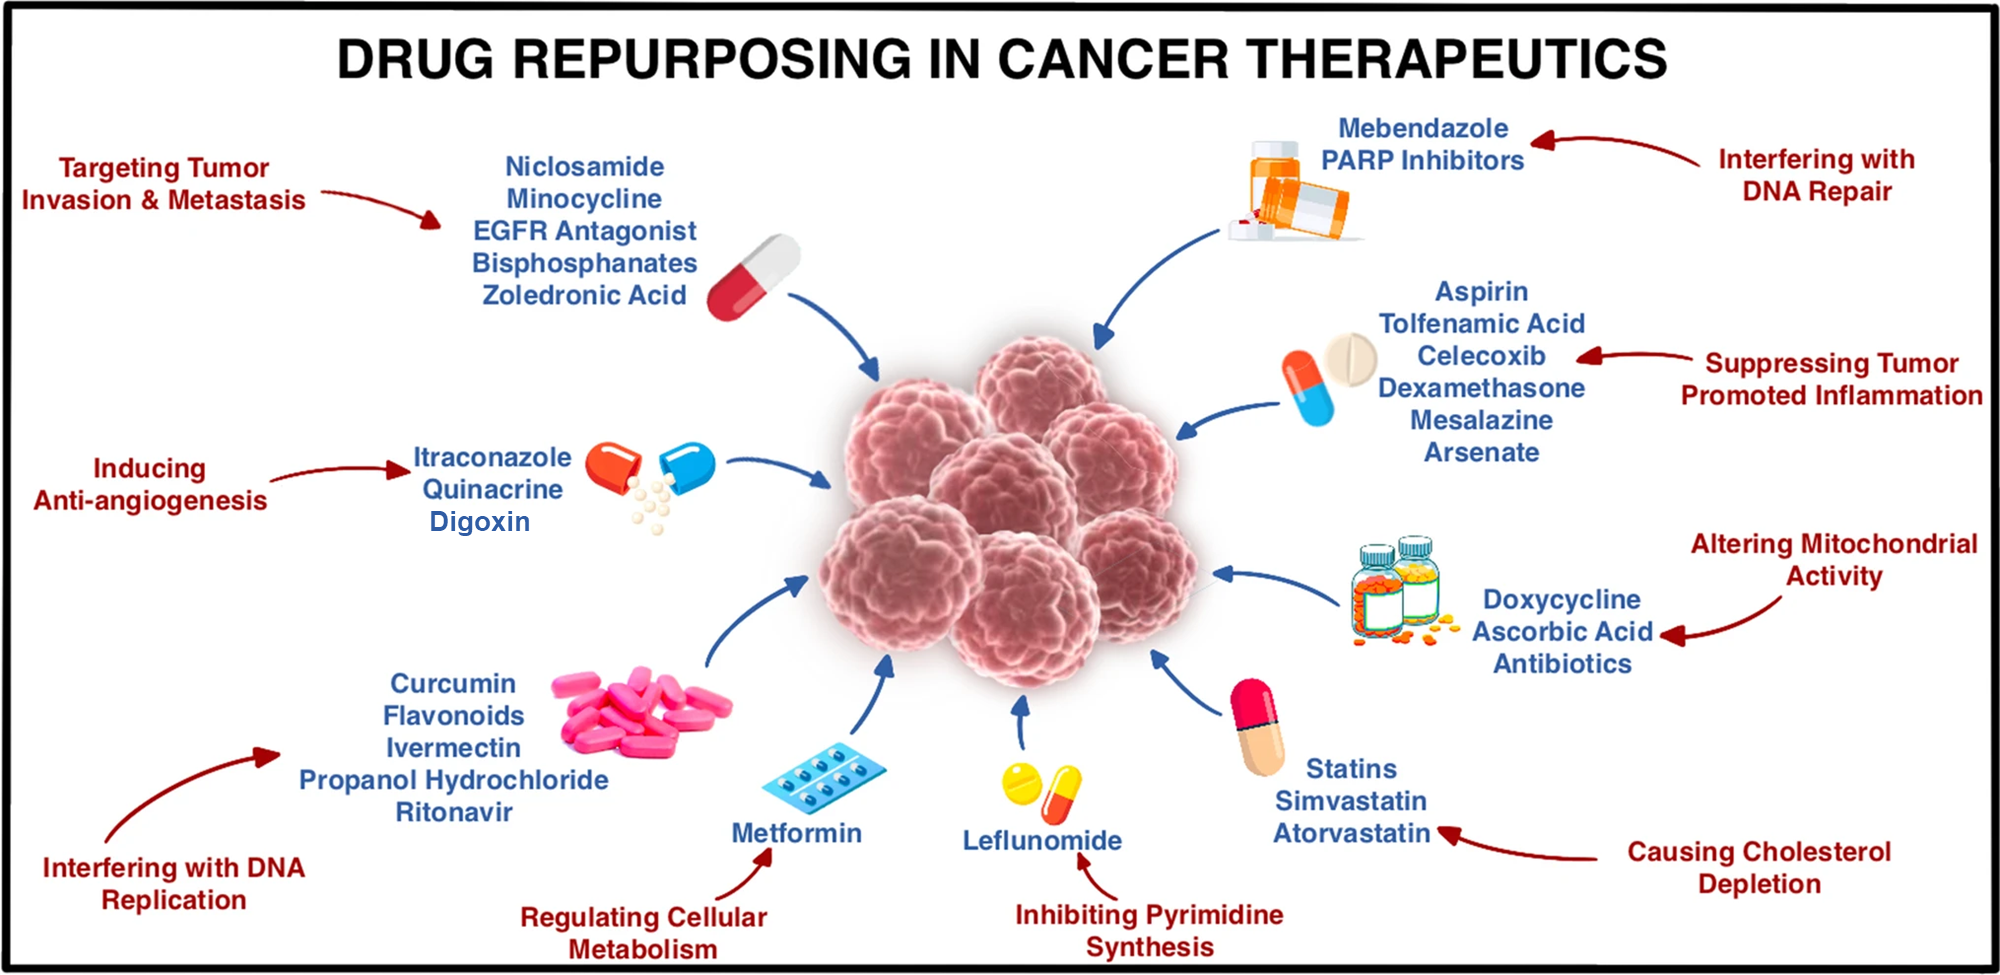 DRUG REPURPOSING IN CANCER THERAPEUTICS
Targeting Tumor
Invasion & Metastasis
Niclosamide
Minocycline
EGFR Antagonist
Bisphosphanates
Zoledronic Acid
Mebendazole
PARP Inhibitors
Interfering with
DNA Repair
Aspirin
Tolfenamic Acid
Celecoxib
Dexamethasone
Mesalazine
Arsenate
Suppressing Tumor
Promoted Inflammation
Inducing
Anti-angiogenesis
Itraconazole
Quinacrine
Digoxin
Altering Mitochondrial
Activity
Doxycycline
Ascorbic Acid
Antibiotics
Curcumin
Flavonoids
Ivermectin
Propanol Hydrochloride
Ritonavir
Interfering with DNA
Replication
Metformin
Regulating Cellular
Metabolism
Leflunomide
Inhibiting Pyrimidine
Synthesis
Statins
Simvastatin
Atorvastatin
Causing Cholesterol
Depletion